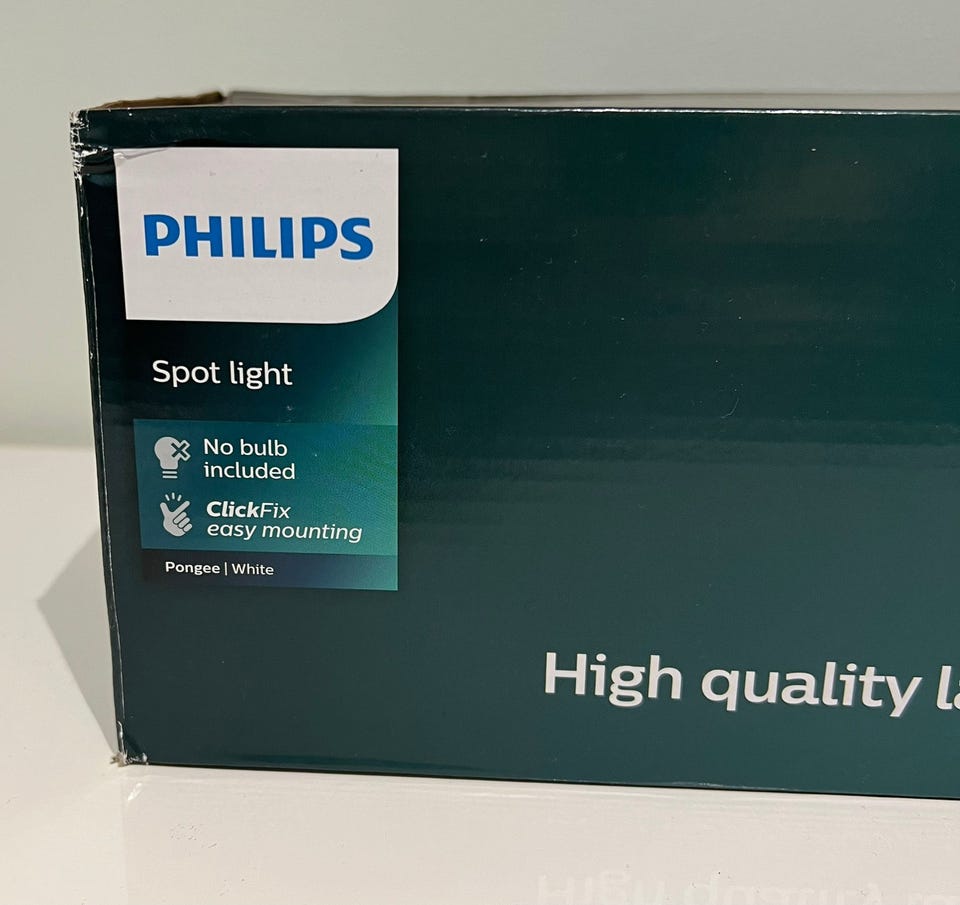 PHILIPS
Spot light
No bulb
included
ClickFix
easy mounting
Pongee | White
High quality